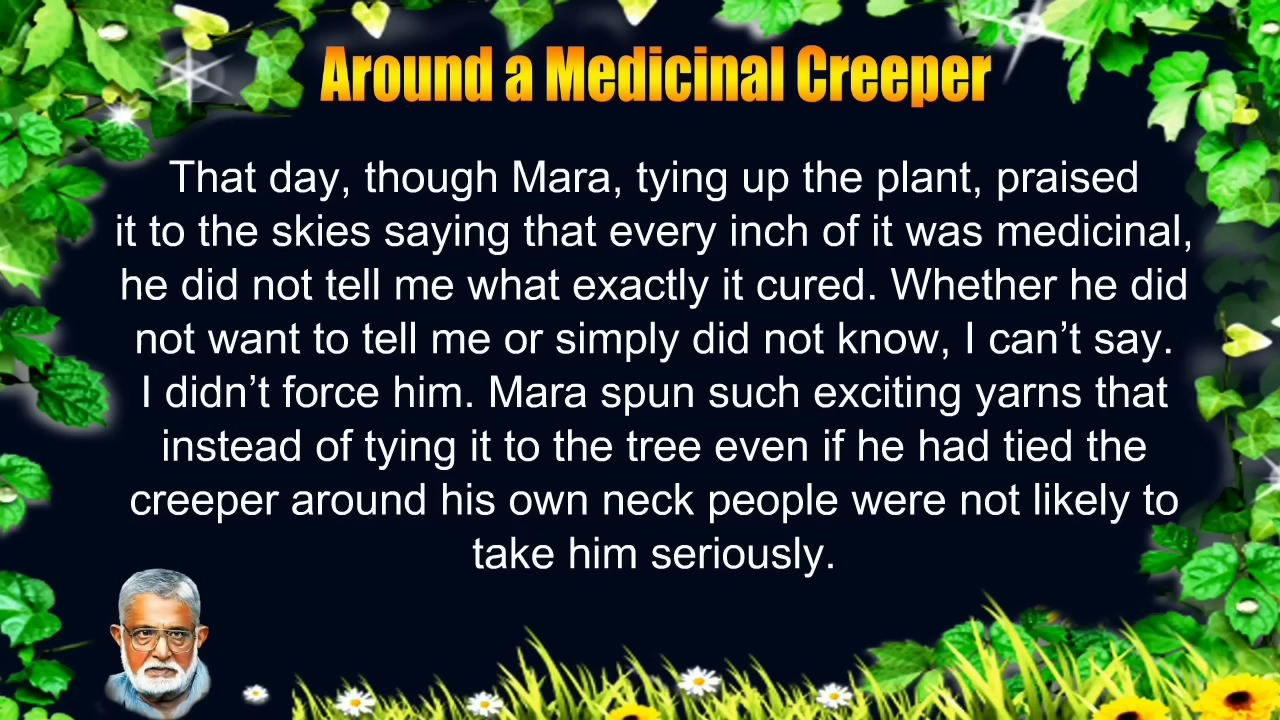 Around a Medicinal Creeper
That day, though Mara, tying up the plant, praised
it to the skies saying that every inch of it was medicinal,
he did not tell me what exactly it cured. Whether he did
not want to tell me or simply did not know, I can’t say.
I didn’t force him. Mara spun such exciting yarns that
instead of tying it to the tree even if he had tied the
creeper around his own neck people were not likely to
take him seriously.